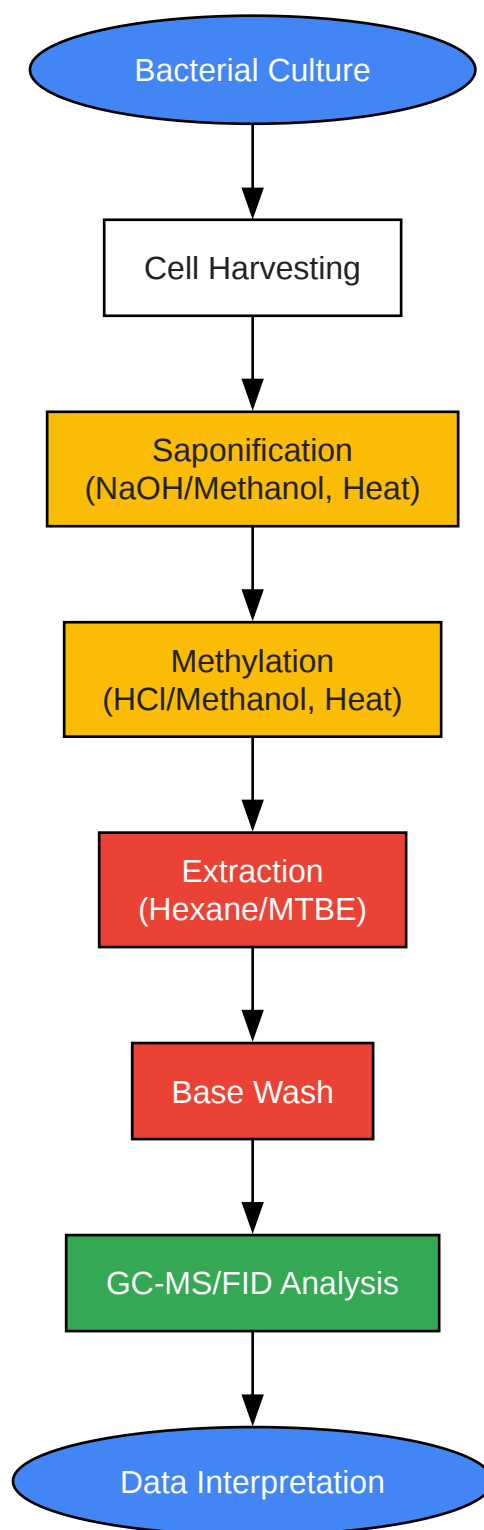 Bacterial Culture
Cell Harvesting
Saponification
(NaOH/Methanol, Heat)
Methylation
(HCl/Methanol, Heat)
Extraction
(Hexane/MTBE)
Base Wash
GC-MS/FID Analysis
Data Interpretation